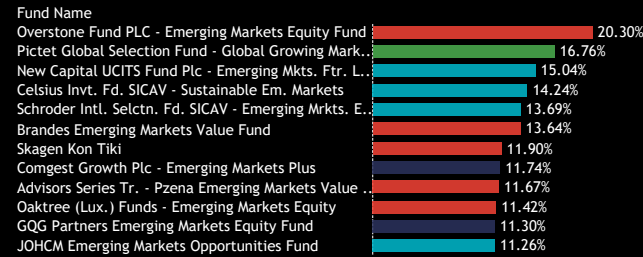 Fund Name
Overstone Fund PLC - Emerging Markets Equity Fund 20.30%
Pictet Global Selection Fund - Global Growing Mark.. 16.76%
New Capital UCITS Fund Plc - Emerging Mkts. Ftr. L.. 15.04%
Celsius Invt. Fd. SICAV - Sustainable Em. Markets 14.24%
Schroder Intl. Selctn. Fd. SICAV - Emerging Mrkts. E.. 13.69%
Brandes Emerging Markets Value Fund 13.64%
Skagen Kon Tiki 11.90%
Comgest Growth Plc - Emerging Markets Plus 11.74%
Advisors Series Tr. - Pzena Emerging Markets Value .. 11.67%
Oaktree (Lux.) Funds - Emerging Markets Equity 11.42%
GQG Partners Emerging Markets Equity Fund 11.30%
JOHCM Emerging Markets Opportunities Fund 11.26%